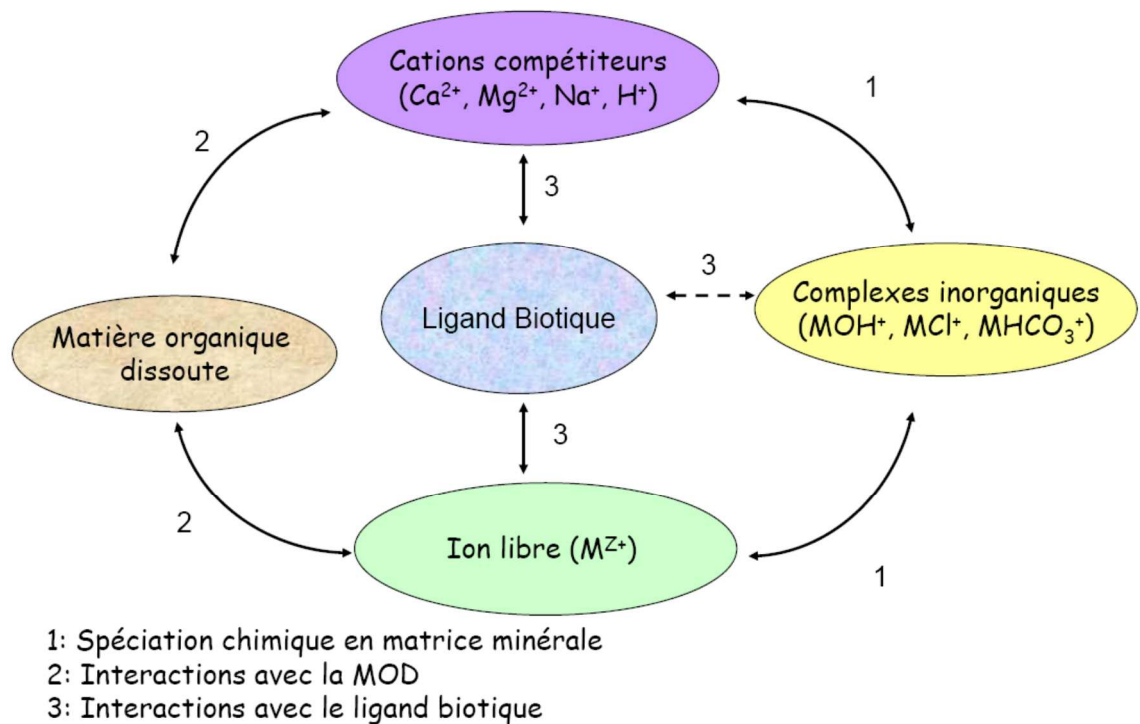 Cations compétiteurs
(Ca²⁺, Mg²⁺, Na⁺, H⁺)
1
2
3
3
Ligand Biotique
Complexes inorganiques
(MOH⁺, MCl⁺, MHCO₃⁺)
Matière organique
dissoute
3
2
Ion libre (Mᶻ⁺)
1
1: Spéciation chimique en matrice minérale
2: Interactions avec la MOD
3: Interactions avec le ligand biotique